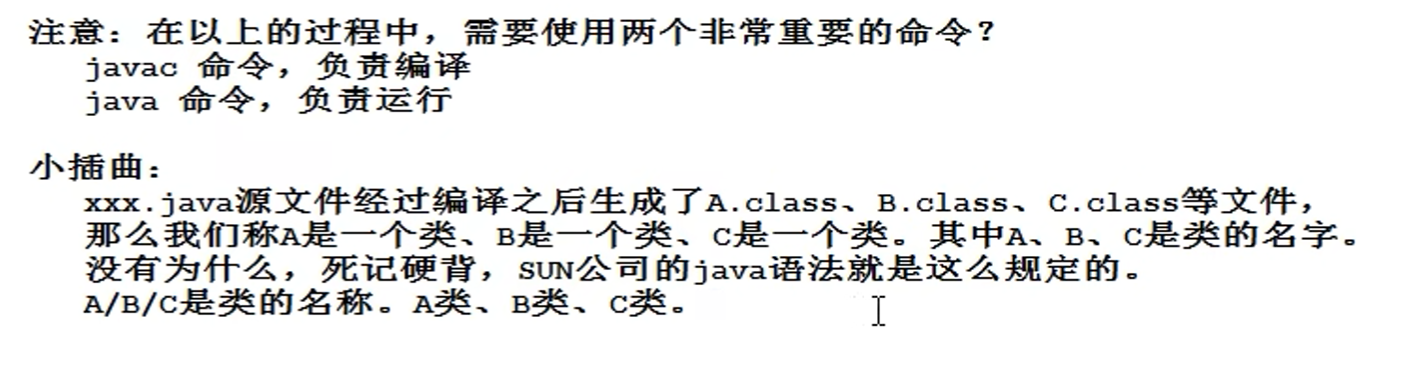 注意：在以上的过程中，需要使用两个非常重要的命令？
javac 命令，负责编译
java 命令，负责运行
小插曲：
xxx.java源文件经过编译之后生成了A.class、B.class、C.class等文件，
那么我们称A是一个类、B是一个类、C是一个类。其中A、B、C是类的名字。
没有为什么，死记硬背，SUN公司的java语法就是这么规定的。
A/B/C是类的名称。A类、B类、C类。